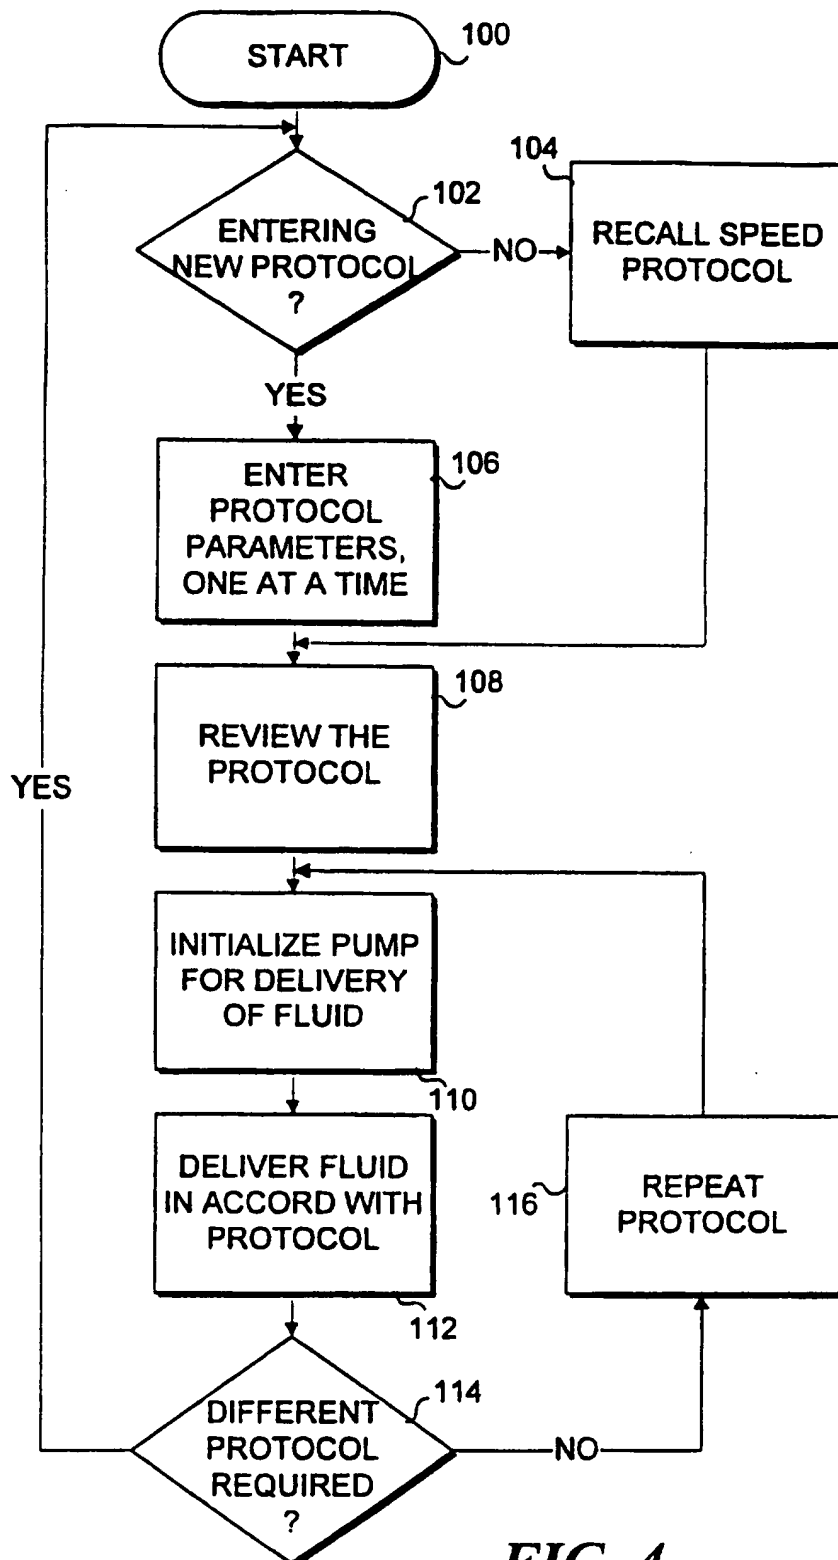 START
100
102
ENTERING
NEW PROTOCOL
?
NO
104
RECALL SPEED
PROTOCOL
YES
106
ENTER
PROTOCOL
PARAMETERS,
ONE AT A TIME
108
REVIEW THE
PROTOCOL
YES
INITIALIZE PUMP
FOR DELIVERY
OF FLUID
110
DELIVER FLUID
IN ACCORD WITH
PROTOCOL
112
116
REPEAT
PROTOCOL
114
DIFFERENT
PROTOCOL
REQUIRED
?
NO
FIG. 4